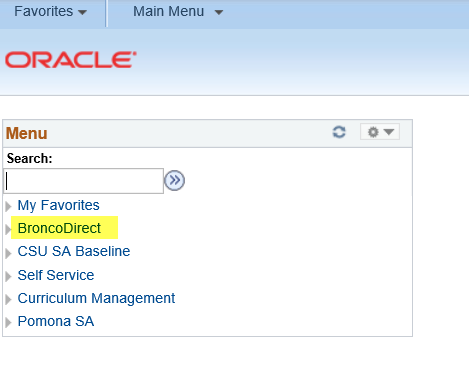 Favorites Main Menu
ORACLE
Menu
Search:
My Favorites
BroncoDirect
CSU SA Baseline
Self Service
Curriculum Management
Pomona SA